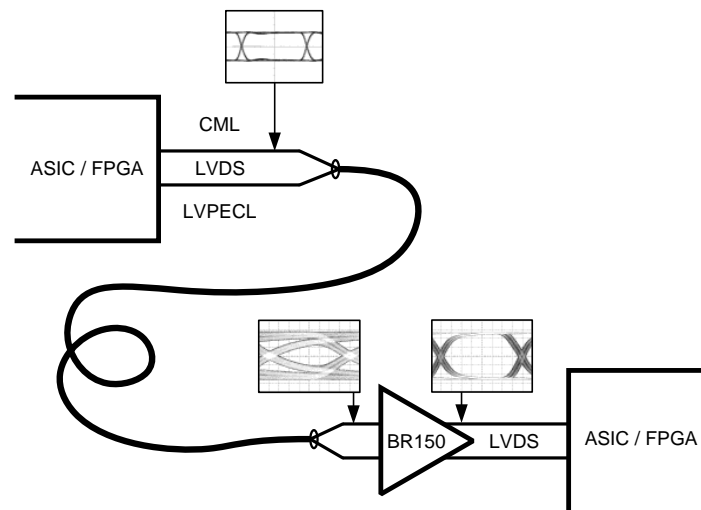 CML
ASIC / FPGA
LVDS
LVPECL
BR150
LVDS
ASIC / FPGA